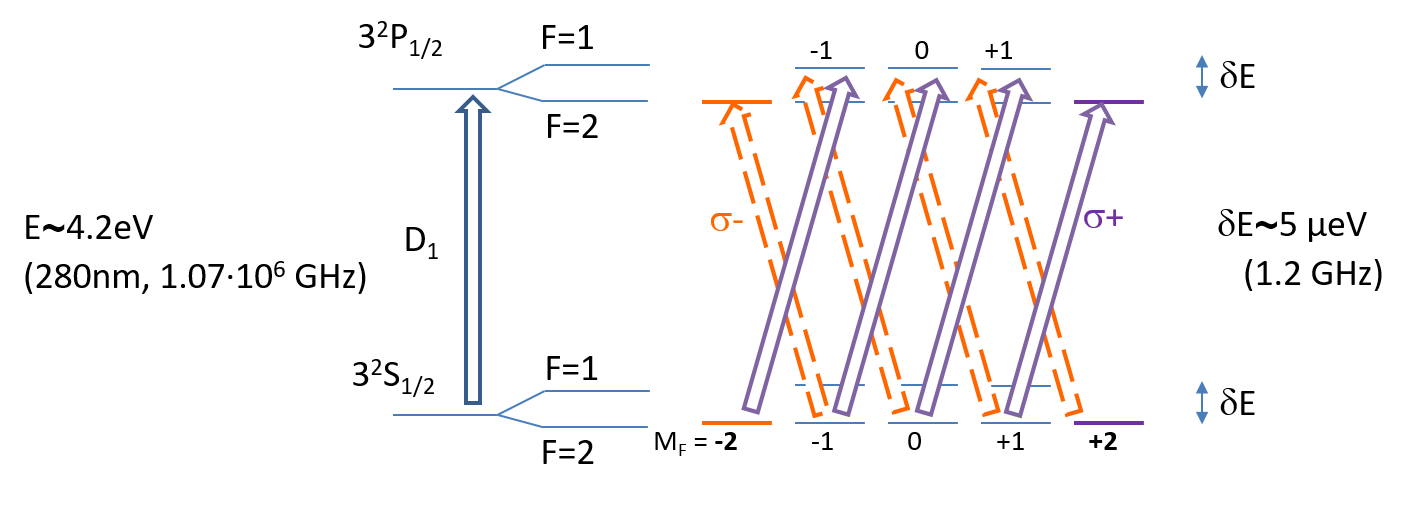 3²P₁/₂
F=1
F=2
-1 0 +1
δE
E~4.2eV
(280nm, 1.07·10⁶ GHz)
D₁
σ-
σ+
δE~5 µeV
(1.2 GHz)
3²S₁/₂
F=1
F=2
δE
M_F = -2 -1 0 +1 +2